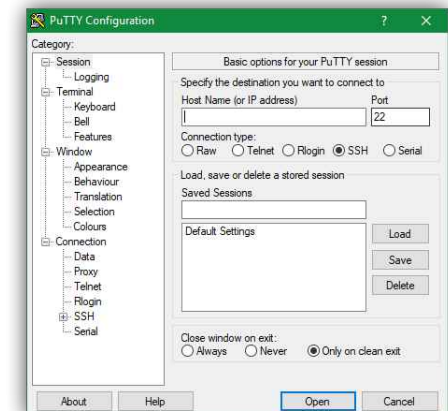 PuTTY Configuration
? ×
Category:
Session
Logging
Terminal
Keyboard
Bell
Features
Window
Appearance
Behaviour
Translation
Selection
Colours
Connection
Data
Proxy
Telnet
Rlogin
SSH
Serial
Basic options for your PuTTY session
Specify the destination you want to connect to
Host Name (or IP address) Port
22
Connection type:
Raw Telnet Rlogin SSH Serial
Load, save or delete a stored session
Saved Sessions
Default Settings
Load
Save
Delete
Close window on exit:
Always Never Only on clean exit
About Help Open Cancel